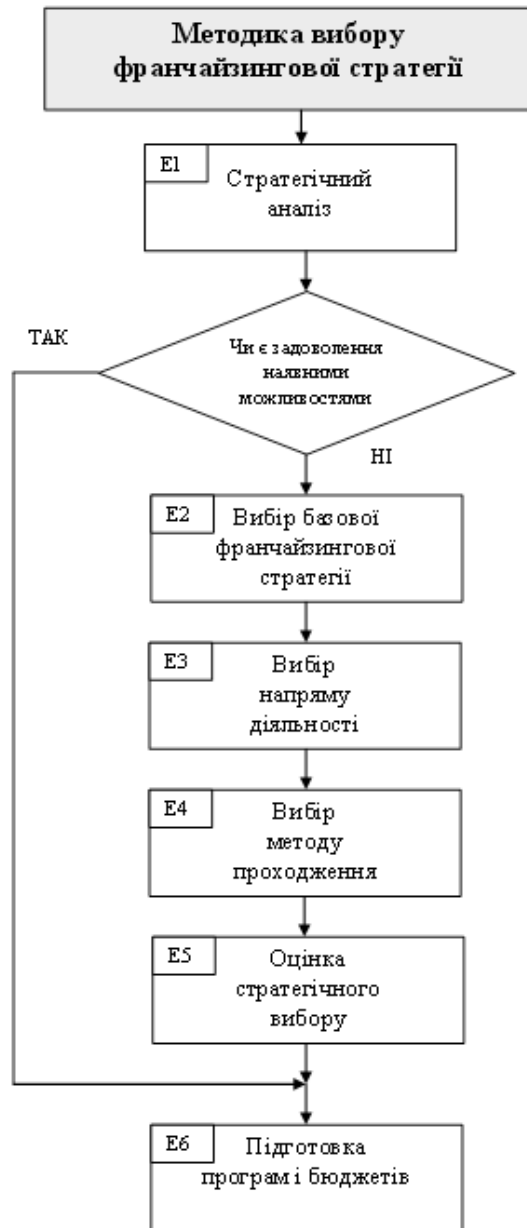 Методика вибору
франчайзингової стратегії
Е1
Стратегічний
аналіз
ТАК
Чи є задоволення
наявними
можливостями
НІ
Е2
Вибір базової
франчайзингової
стратегії
Е3
Вибір
напряму
діяльності
Е4
Вибір
методу
проходження
Е5
Оцінка
стратегічного
вибору
Е6
Підготовка
програм і бюджетів